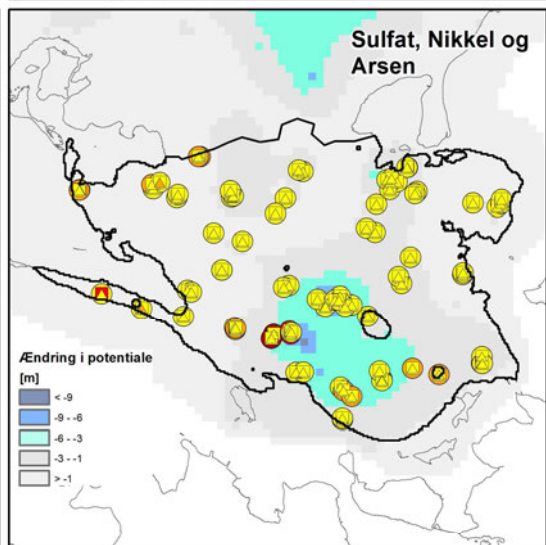 Sulfat, Nikkel og
Arsen
Ændring i potentiale
[m]
< -9
-9 - -6
-6 - -3
-3 - -1
> -1